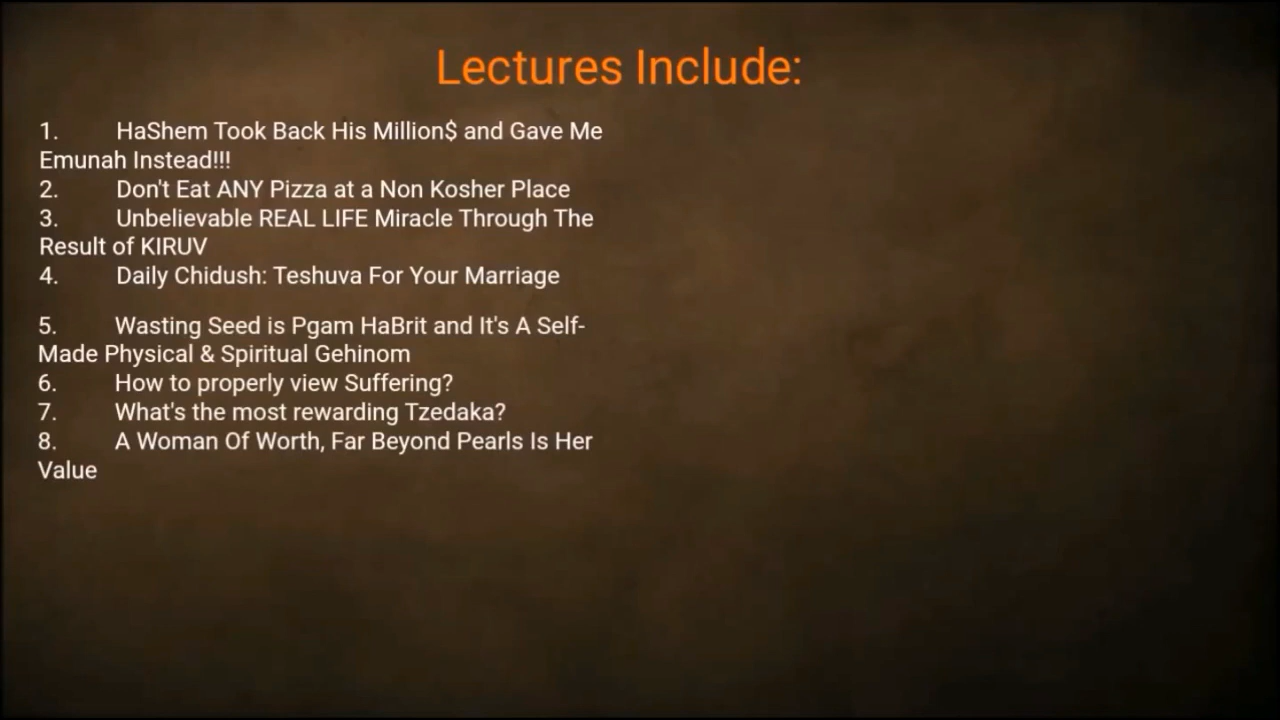 Lectures Include:
1. HaShem Took Back His Million$ and Gave Me
Emunah Instead!!!
2. Don't Eat ANY Pizza at a Non Kosher Place
3. Unbelievable REAL LIFE Miracle Through The
Result of KIRUV
4. Daily Chidush: Teshuva For Your Marriage
5. Wasting Seed is Pgam HaBrit and It's A Self-
Made Physical & Spiritual Gehinom
6. How to properly view Suffering?
7. What's the most rewarding Tzedaka?
8. A Woman Of Worth, Far Beyond Pearls Is Her
Value